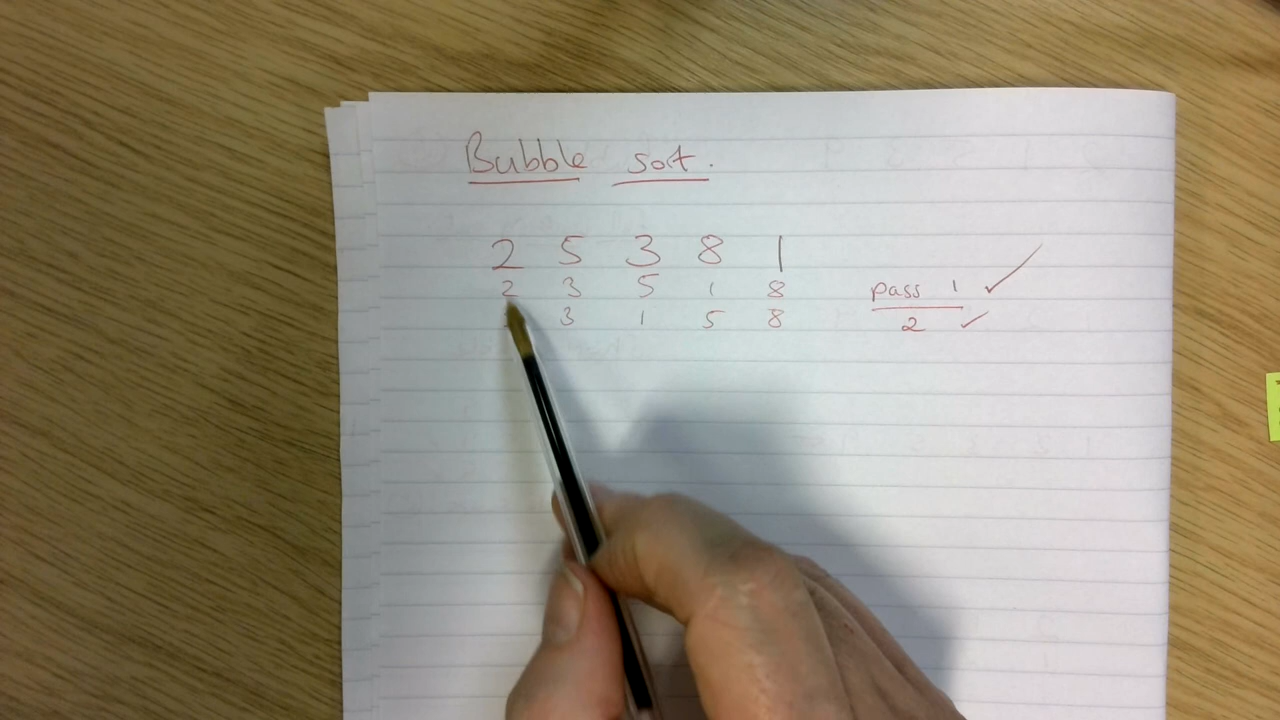 Bubble sort.
2 5 3 8 1
2 3 5 1 8 pass 1 ✓
3 1 5 8 2 ✓